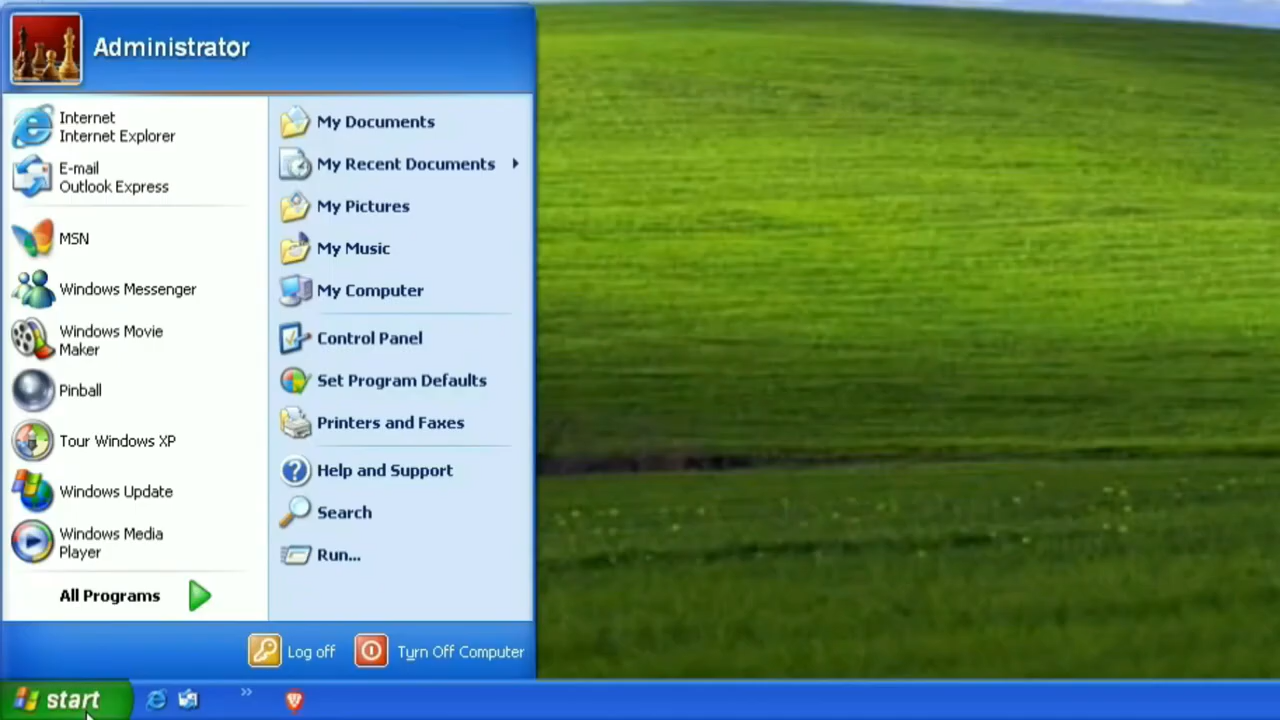 Administrator
Internet
Internet Explorer
E-mail
Outlook Express
MSN
Windows Messenger
Windows Movie
Maker
Pinball
Tour Windows XP
Windows Update
Windows Media
Player
All Programs
My Documents
My Recent Documents
My Pictures
My Music
My Computer
Control Panel
Set Program Defaults
Printers and Faxes
Help and Support
Search
Run...
Log off
Turn Off Computer
start